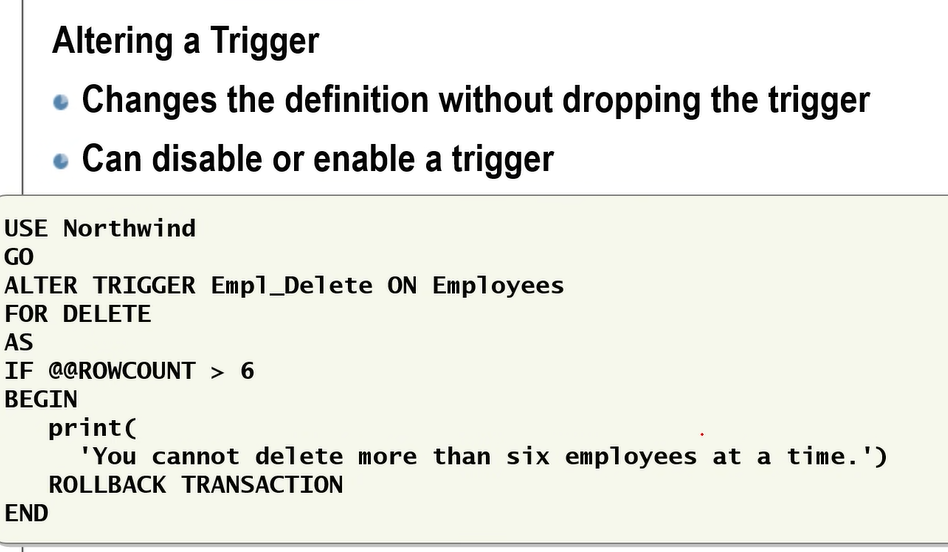 Altering a Trigger
Changes the definition without dropping the trigger
Can disable or enable a trigger
USE Northwind
GO
ALTER TRIGGER Empl_Delete ON Employees
FOR DELETE
AS
IF @@ROWCOUNT > 6
BEGIN
   print(
     'You cannot delete more than six employees at a time.')
   ROLLBACK TRANSACTION
END